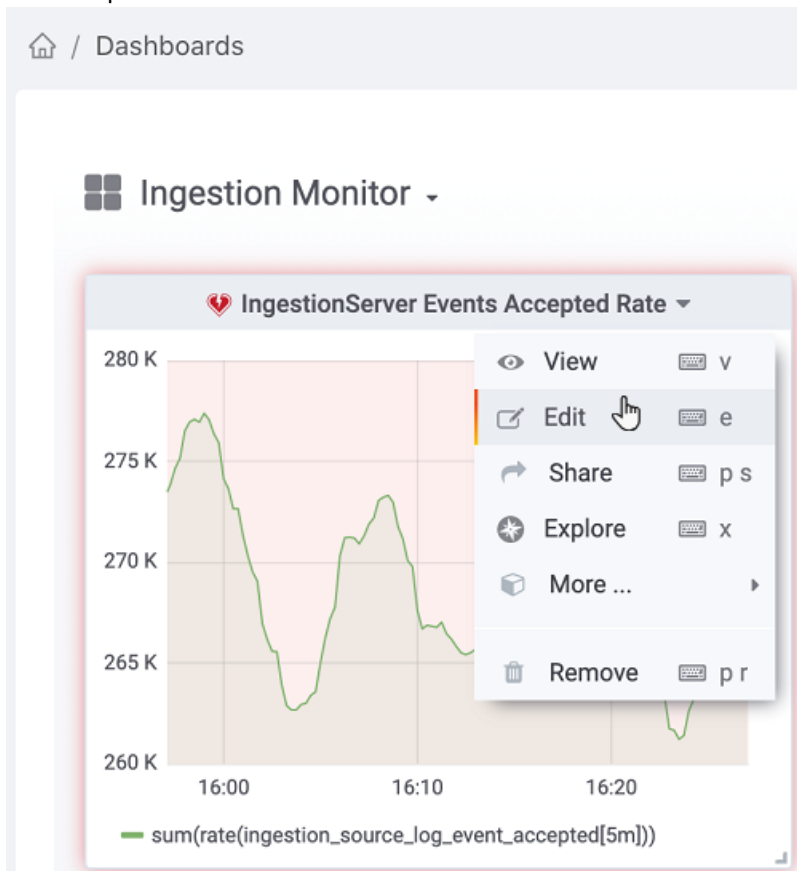 / Dashboards
Ingestion Monitor
IngestionServer Events Accepted Rate
280 K
275 K
270 K
265 K
260 K
16:00 16:10 16:20
View v
Edit e
Share p s
Explore x
More ...
Remove p r
sum(rate(ingestion_source_log_event_accepted[5m]))